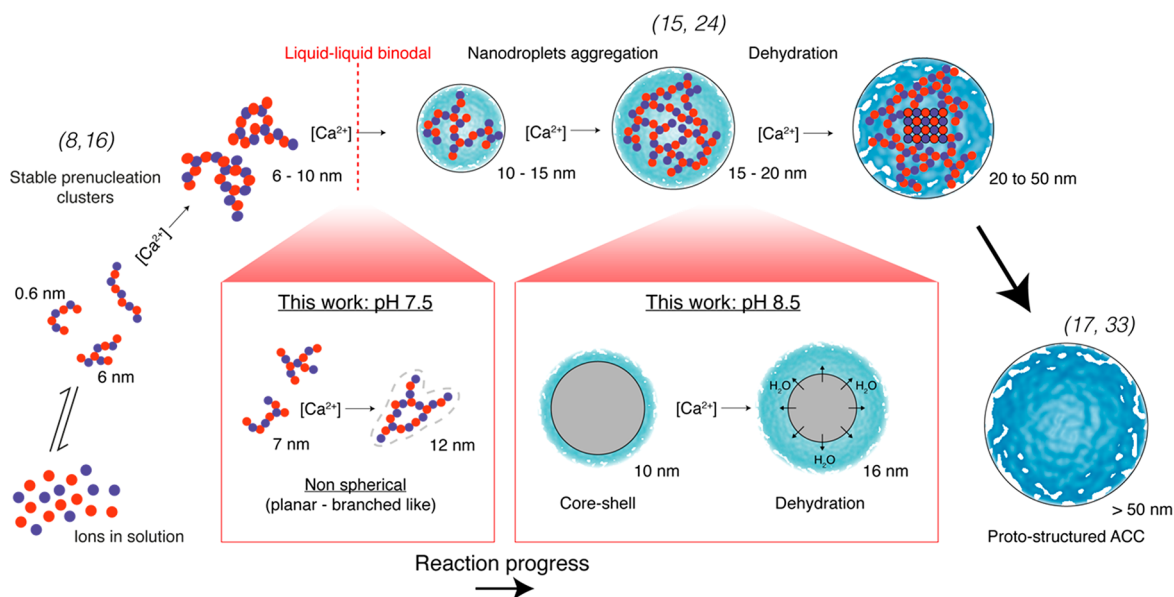 (15, 24)
Liquid-liquid binodal
Nanodroplets aggregation
Dehydration
(8,16)
Stable prenucleation
clusters
[Ca²⁺]
[Ca²⁺]
[Ca²⁺]
[Ca²⁺]
6 - 10 nm
10 - 15 nm
15 - 20 nm
20 to 50 nm
0.6 nm
6 nm
Ions in solution
This work: pH 7.5
[Ca²⁺]
7 nm
12 nm
Non spherical
(planar - branched like)
This work: pH 8.5
[Ca²⁺]
H₂O
H₂O
H₂O
10 nm
16 nm
Core-shell
Dehydration
(17, 33)
> 50 nm
Proto-structured ACC
Reaction progress